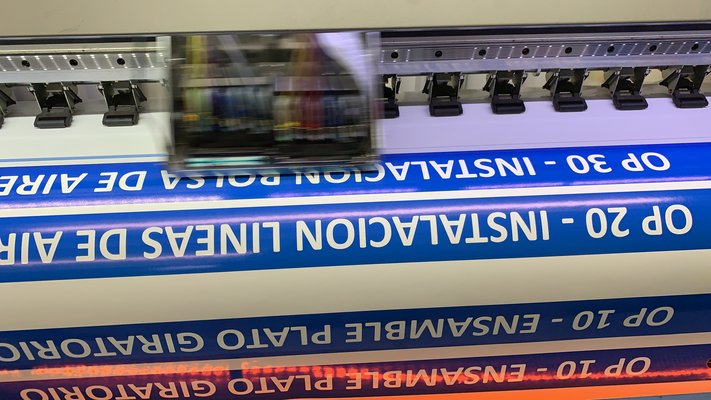 OP 10 - ENSAMBLE PLATO GIRATORIO
OP 10 - ENSAMBLE PLATO GIRATORIO
OP 20 - INSTALACION LINEAS DE AIR
OP 30 - INSTALACION BOLSA DE AIRE